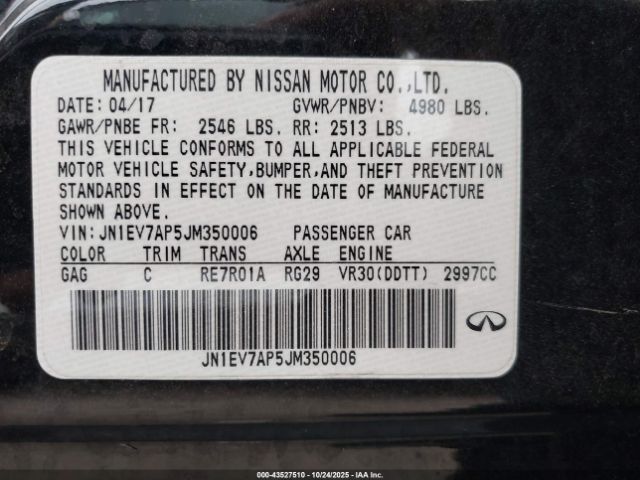 MANUFACTURED BY NISSAN MOTOR CO.,LTD.
DATE: 04/17 GVWR/PNBV: 4980 LBS.
GAWR/PNBE FR: 2546 LBS. RR: 2513 LBS.
THIS VEHICLE CONFORMS TO ALL APPLICABLE FEDERAL
MOTOR VEHICLE SAFETY,BUMPER,AND THEFT PREVENTION
STANDARDS IN EFFECT ON THE DATE OF MANUFACTURE
SHOWN ABOVE.
VIN:JN1EV7AP5JM350006 PASSENGER CAR
COLOR TRIM TRANS AXLE ENGINE
GAG C RE7R01A RG29 VR30(DDTT) 2997CC
JN1EV7AP5JM350006
000-43527510 - 10/24/2025 - IAAI, Inc.